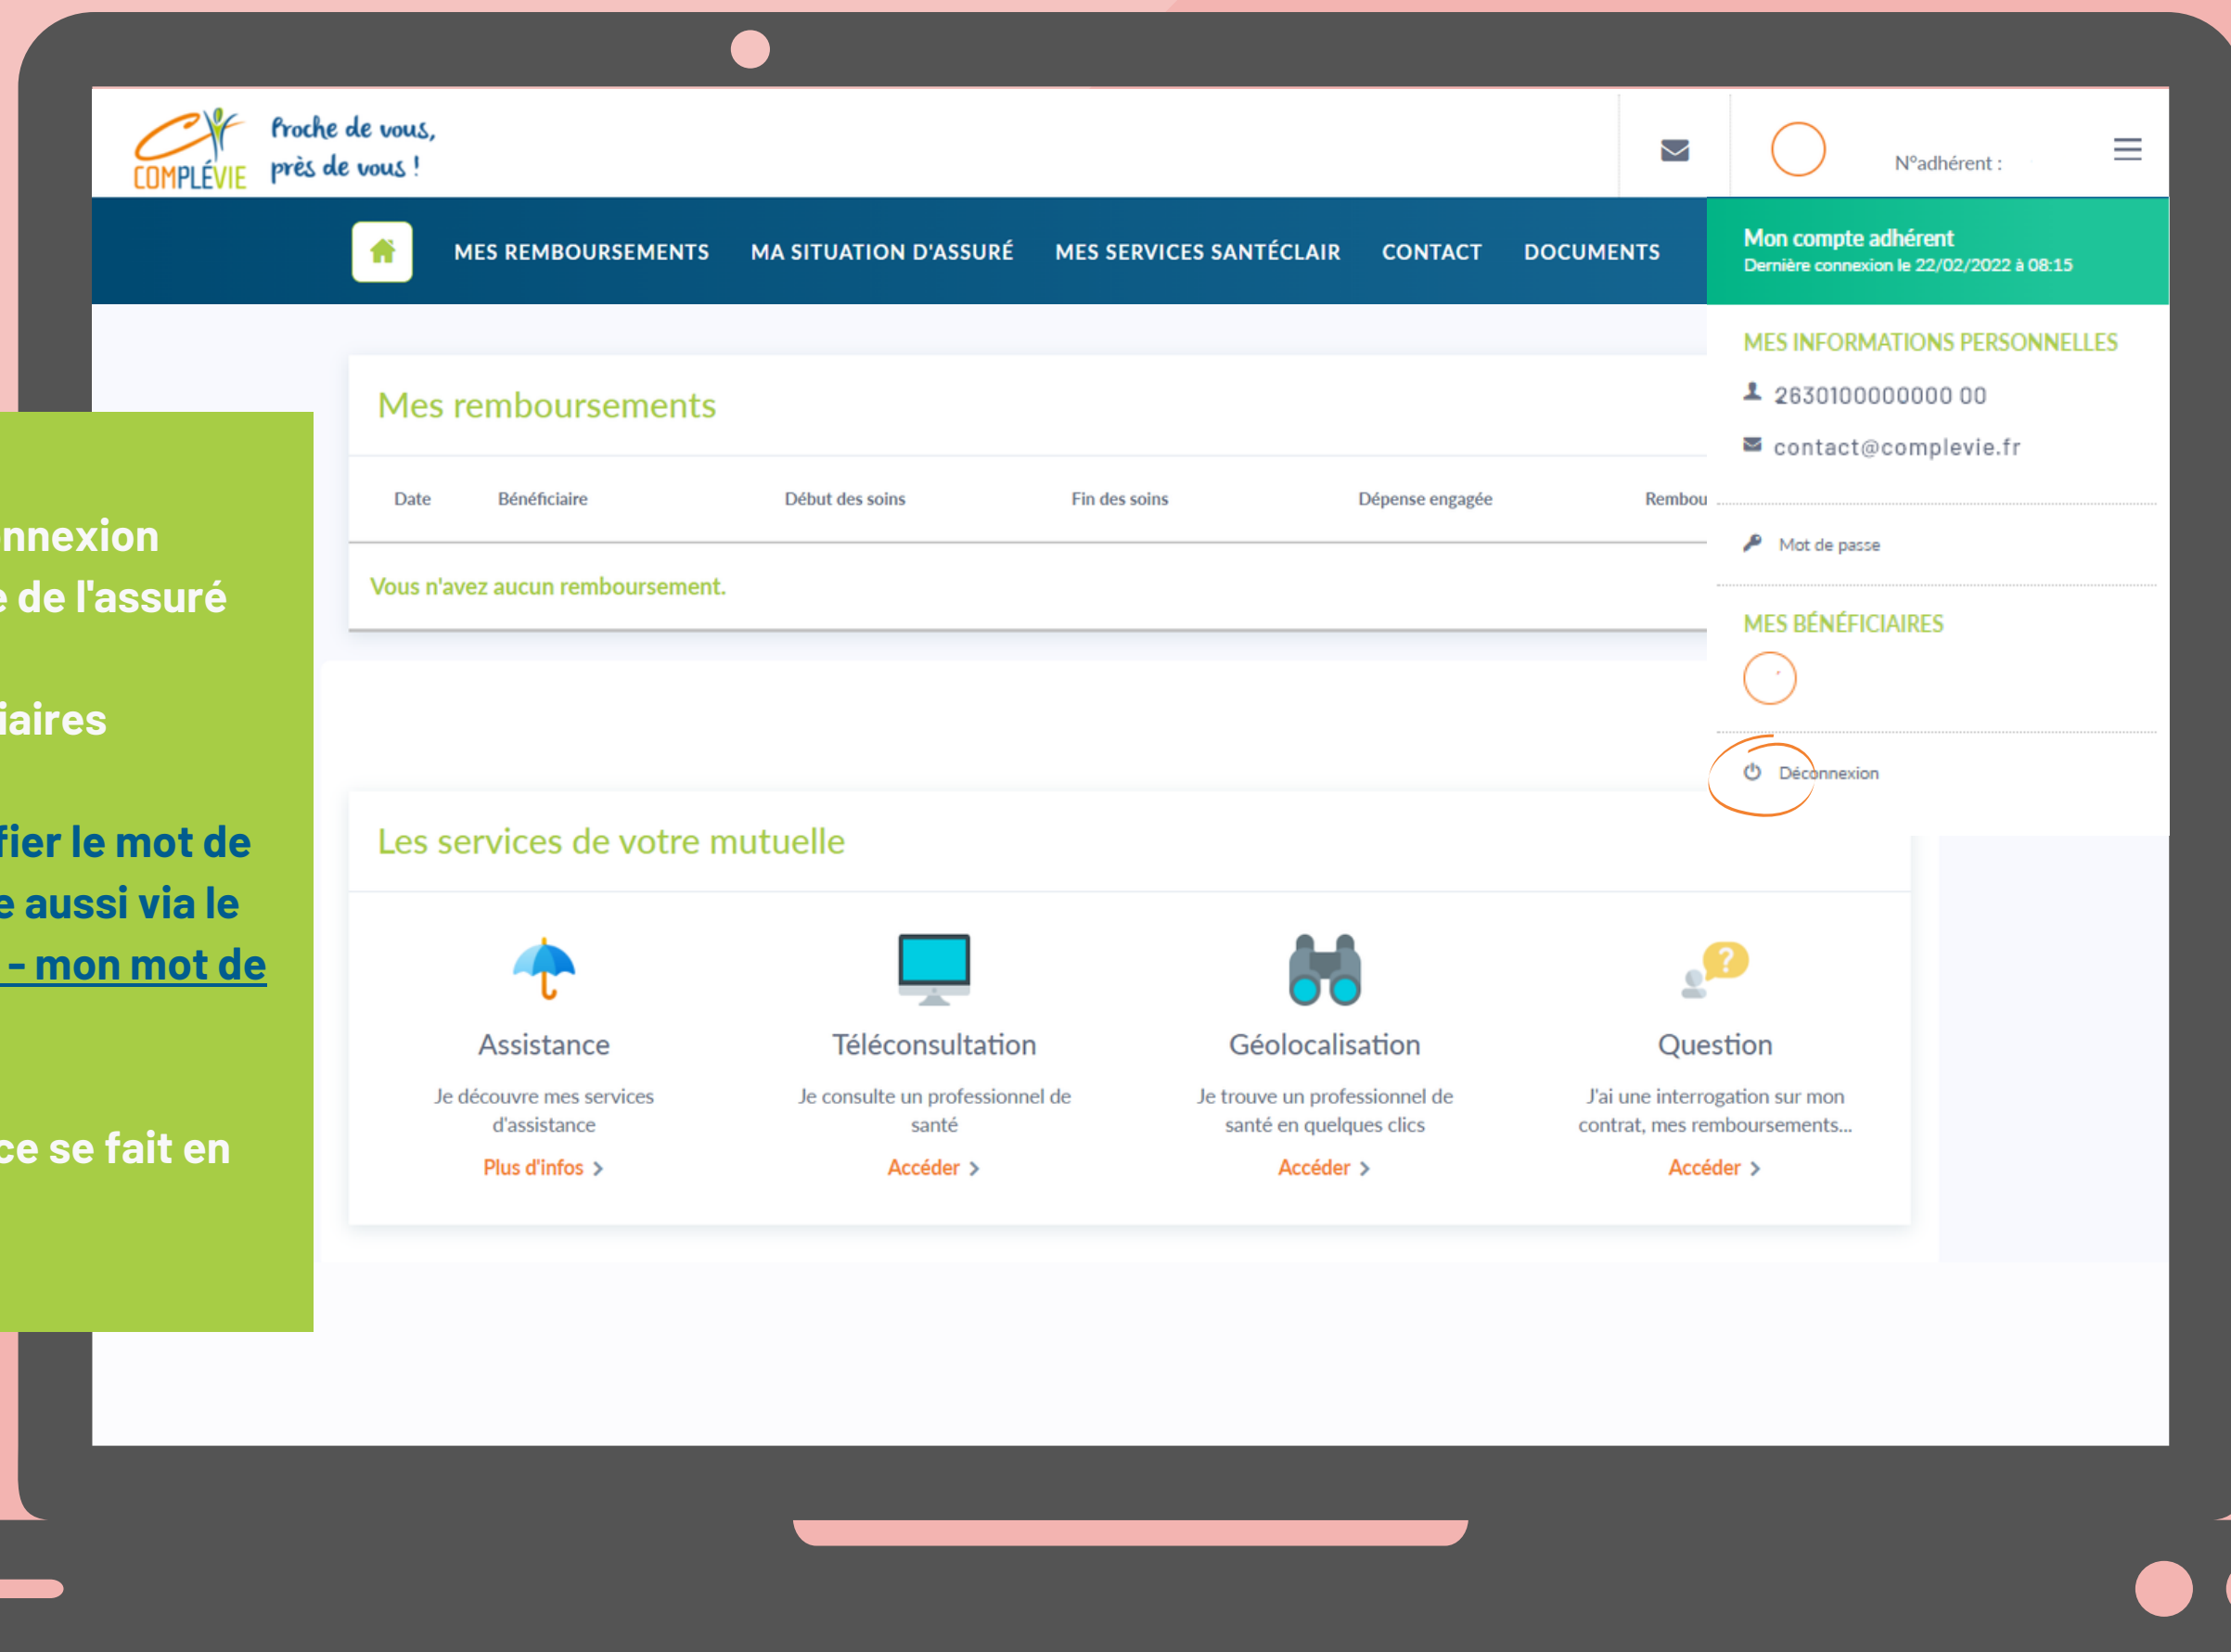 COMPLÉVIE
Proche de vous,
près de vous !
N°adhérent :
MES REMBOURSEMENTS
MA SITUATION D'ASSURÉ
MES SERVICES SANTÉCLAIR
CONTACT
DOCUMENTS
Mon compte adhérent
Dernière connexion le 22/02/2022 à 08:15
MES INFORMATIONS PERSONNELLES
2630100000000 00
contact@complevie.fr
Mot de passe
MES BÉNÉFICIAIRES
Déconnexion
Mes remboursements
Date
Bénéficiaire
Début des soins
Fin des soins
Dépense engagée
Rembou
Vous n'avez aucun remboursement.
nnexion
e de l'assuré
iaires
fier le mot de
e aussi via le
- mon mot de
ce se fait en
Les services de votre mutuelle
Assistance
Je découvre mes services
d'assistance
Plus d'infos >
Téléconsultation
Je consulte un professionnel de
santé
Accéder >
Géolocalisation
Je trouve un professionnel de
santé en quelques clics
Accéder >
?
Question
J'ai une interrogation sur mon
contrat, mes remboursements...
Accéder >